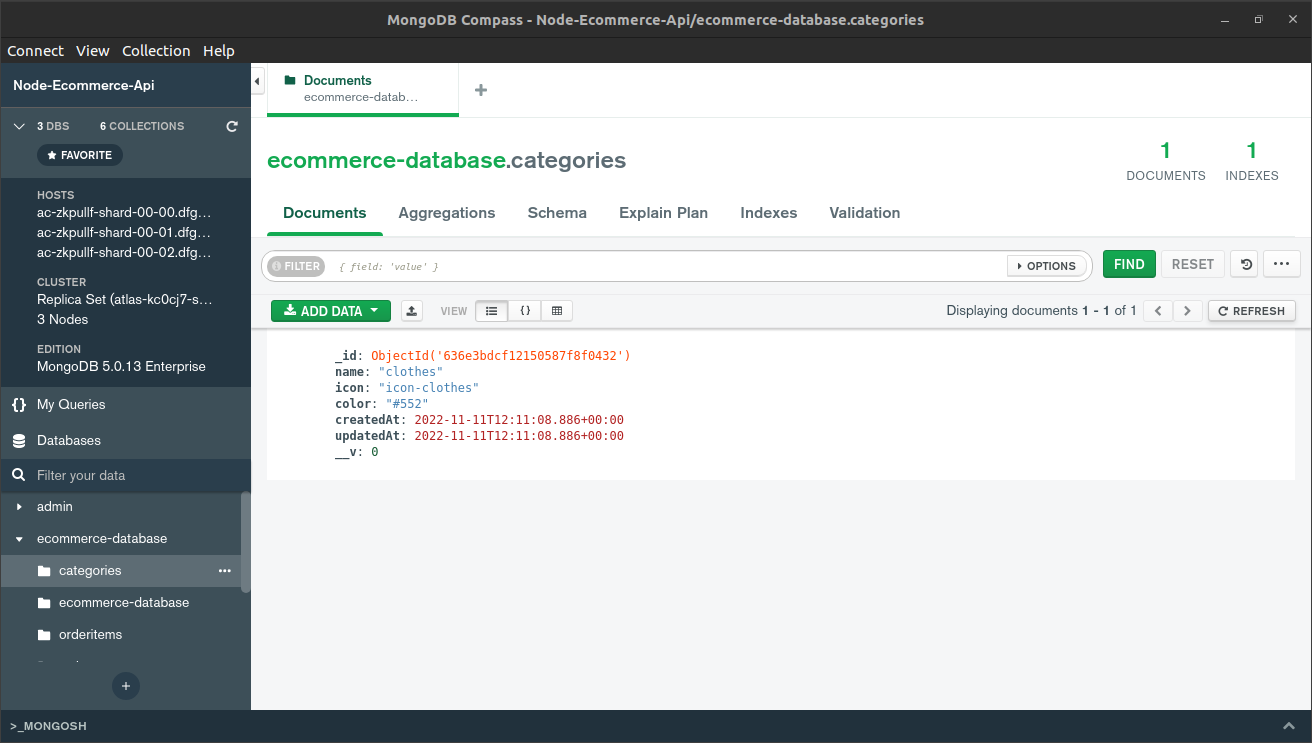 MongoDB Compass - Node-Ecommerce-Api/ecommerce-database.categories
Connect View Collection Help
Node-Ecommerce-Api
3 DBS 6 COLLECTIONS
FAVORITE
HOSTS
ac-zkpullf-shard-00-00.dfg...
ac-zkpullf-shard-00-01.dfg...
ac-zkpullf-shard-00-02.dfg...
CLUSTER
Replica Set (atlas-kc0cj7-s...
3 Nodes
EDITION
MongoDB 5.0.13 Enterprise
{} My Queries
Databases
Filter your data
admin
ecommerce-database
categories ...
ecommerce-database
orderitems
+
Documents
ecommerce-datab...
+
ecommerce-database.categories
1 DOCUMENTS
1 INDEXES
Documents Aggregations Schema Explain Plan Indexes Validation
FILTER { field: 'value' } OPTIONS FIND RESET ...
ADD DATA VIEW {} Displaying documents 1 - 1 of 1 < > REFRESH
_id: ObjectId('636e3bdcf12150587f8f0432')
name: "clothes"
icon: "icon-clothes"
color: "#552"
createdAt: 2022-11-11T12:11:08.886+00:00
updatedAt: 2022-11-11T12:11:08.886+00:00
__v: 0
>_MONGOSH